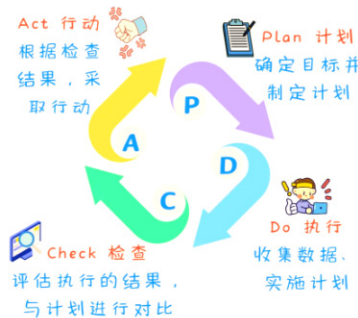 Act 行动
根据检查
结果，采
取行动
Plan 计划
确定目标并
制定计划
P
A
D
C
Do 执行
收集数据、
实施计划
Check 检查
评估执行的结果，
与计划进行对比